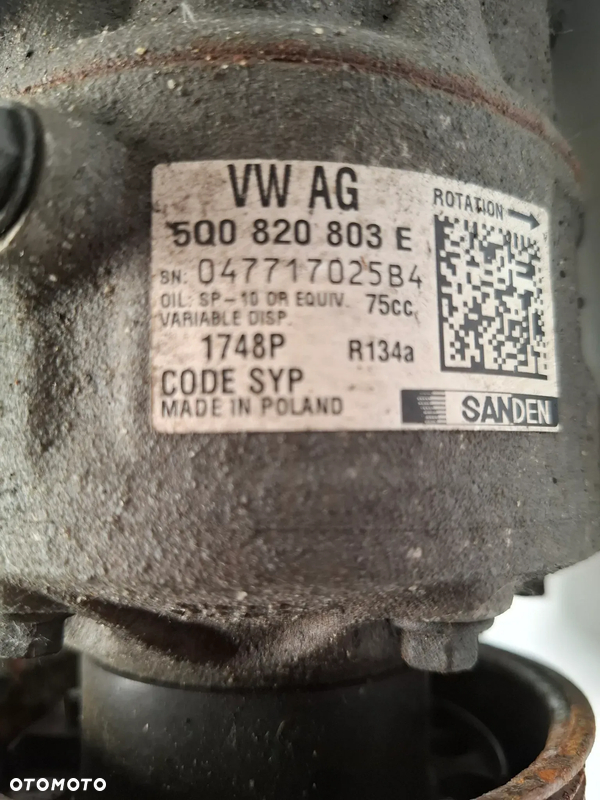 VW AG
ROTATION
5Q0 820 803 E
SN: 047717025B4
OIL: SP-10 OR EQUIV. 75cc
VARIABLE DISP.
1748P R134a
CODE SYP
MADE IN POLAND
SANDEN
OTOMOTO